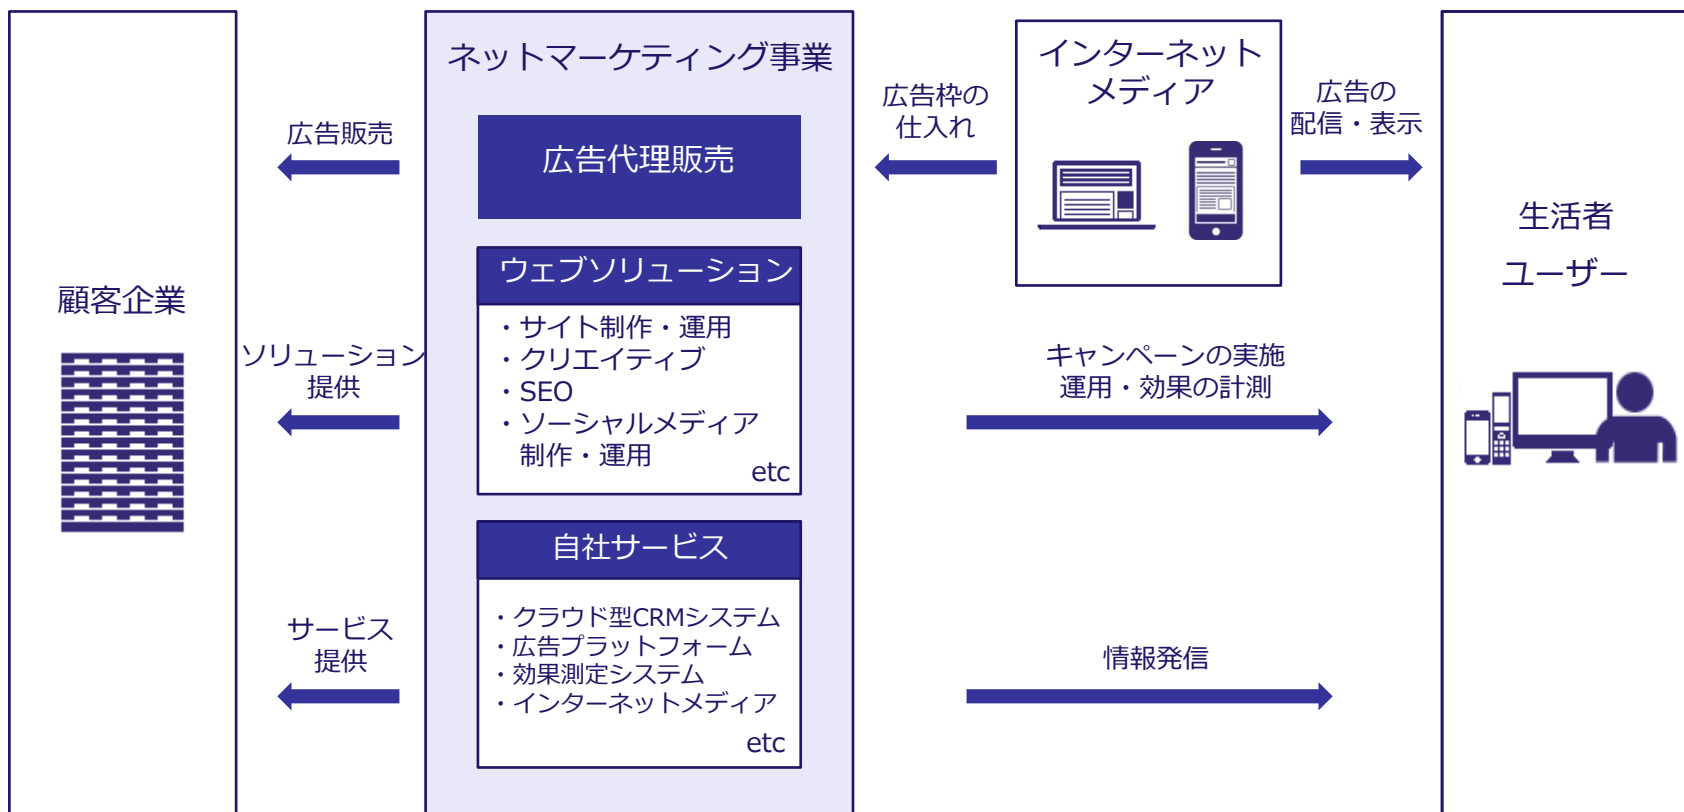 顧客企業
広告販売
ソリューション
提供
サービス
提供
ネットマーケティング事業
広告代理販売
ウェブソリューション
・サイト制作・運用
・クリエイティブ
・SEO
・ソーシャルメディア
制作・運用
etc
自社サービス
・クラウド型CRMシステム
・広告プラットフォーム
・効果測定システム
・インターネットメディア
etc
広告枠の
仕入れ
インターネット
メディア
広告の
配信・表示
キャンペーンの実施
運用・効果の計測
情報発信
生活者
ユーザー